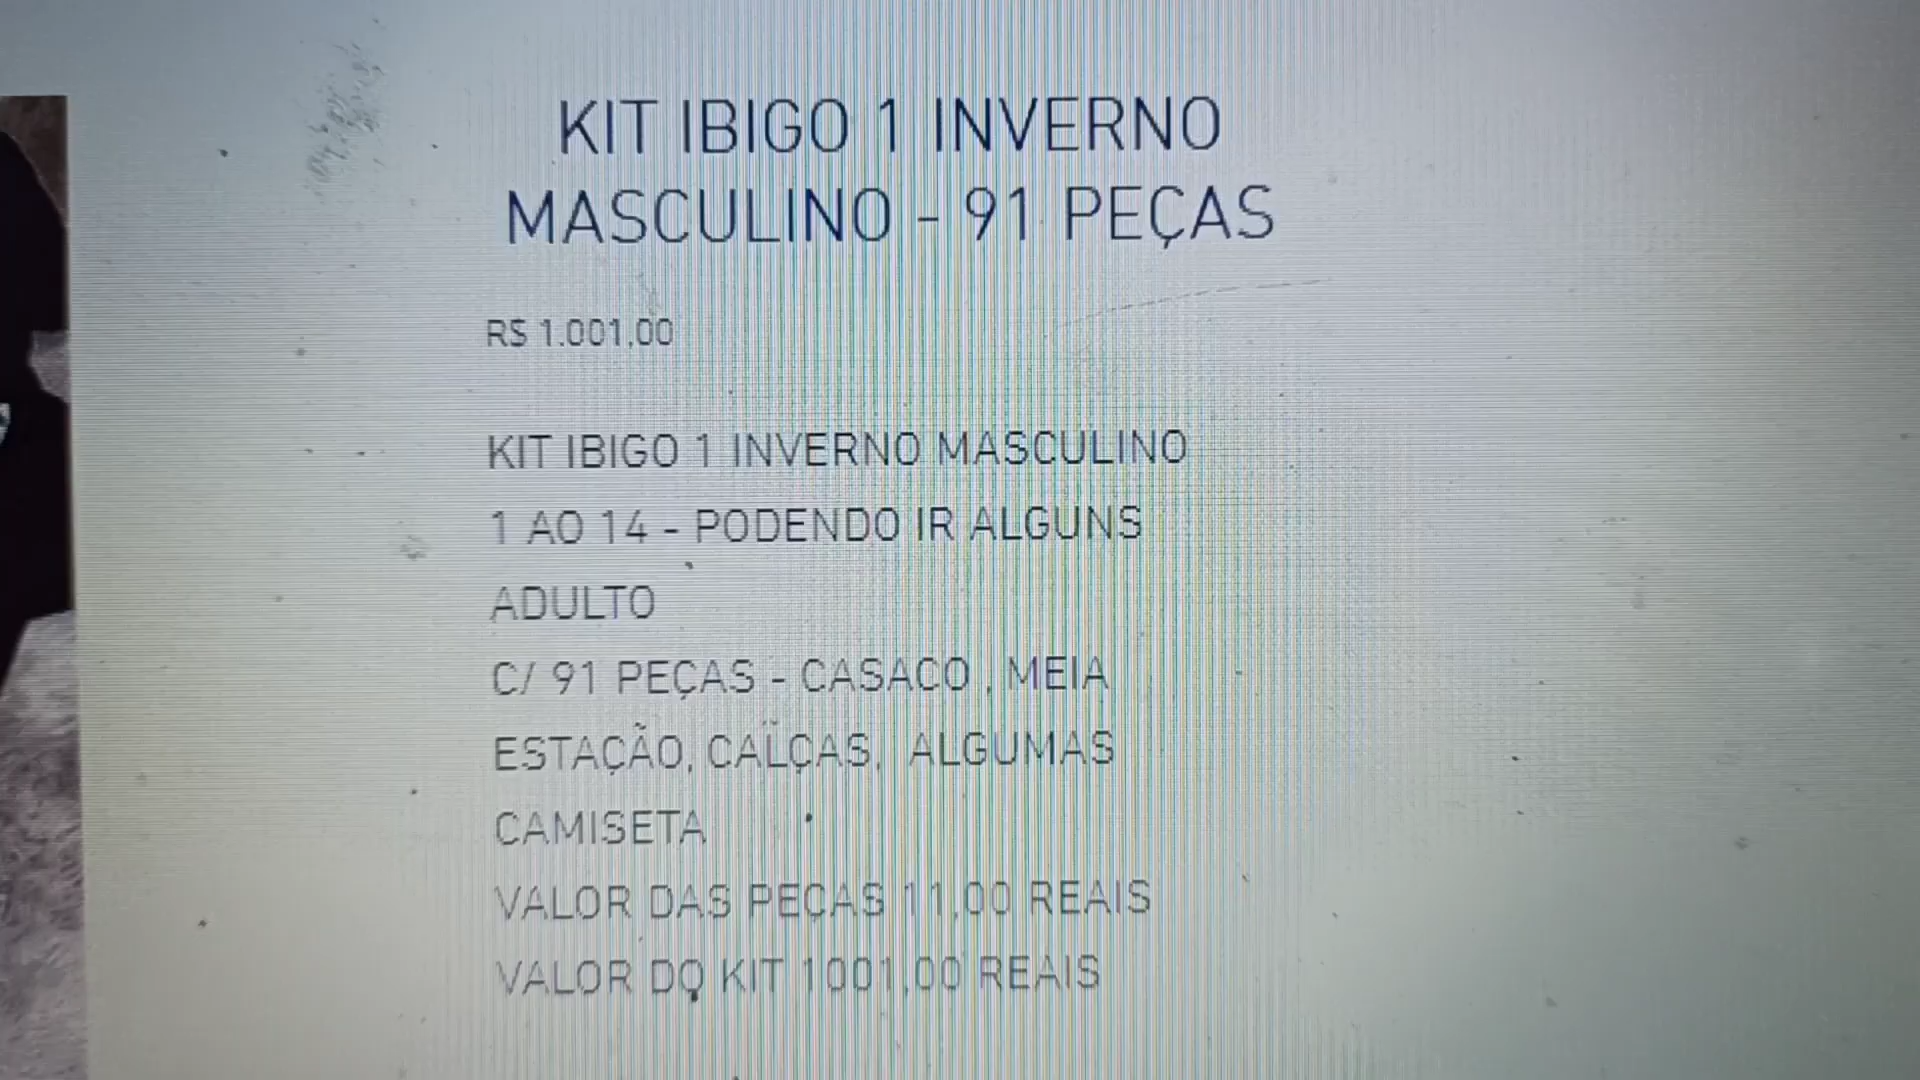 KIT IBIGO 1 INVERNO
MASCULINO - 91 PEÇAS
R$ 1.001,00
KIT IBIGO 1 INVERNO MASCULINO
1 AO 14 - PODENDO IR ALGUNS
ADULTO
C/ 91 PEÇAS - CASACO , MEIA
ESTAÇÃO, CALÇAS, ALGUMAS
CAMISETA
VALOR DAS PEÇAS 11,00 REAIS
VALOR DO KIT 1001,00 REAIS